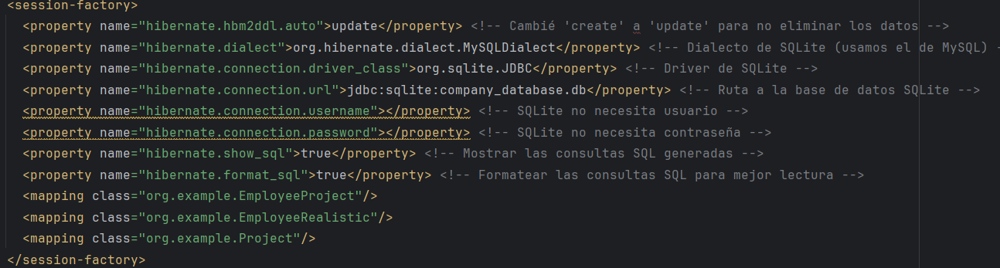 <session-factory>
<property name="hibernate.hbm2ddl.auto">update</property> <!-- Cambié 'create' a 'update' para no eliminar los datos -->
<property name="hibernate.dialect">org.hibernate.dialect.MySQLDialect</property> <!-- Dialecto de SQLite (usamos el de MySQL) -
<property name="hibernate.connection.driver_class">org.sqlite.JDBC</property> <!-- Driver de SQLite -->
<property name="hibernate.connection.url">jdbc:sqlite:company_database.db</property> <!-- Ruta a la base de datos SQLite -->
<property name="hibernate.connection.username"></property> <!-- SQLite no necesita usuario -->
<property name="hibernate.connection.password"></property> <!-- SQLite no necesita contraseña -->
<property name="hibernate.show_sql">true</property> <!-- Mostrar las consultas SQL generadas -->
<property name="hibernate.format_sql">true</property> <!-- Formatear las consultas SQL para mejor lectura -->
<mapping class="org.example.EmployeeProject"/>
<mapping class="org.example.EmployeeRealistic"/>
<mapping class="org.example.Project"/>
</session-factory>